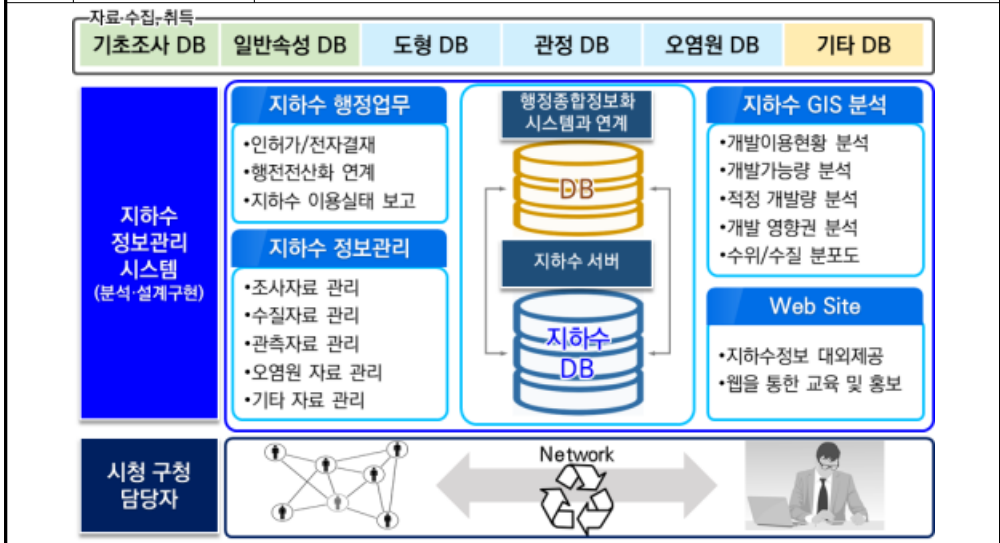 자료·수집·취득
기초조사 DB
일반속성 DB
도형 DB
관정 DB
오염원 DB
기타 DB
지하수
정보관리
시스템
(분석·설계구현)
지하수 행정업무
•인허가/전자결재
•행전전산화 연계
•지하수 이용실태 보고
지하수 정보관리
•조사자료 관리
•수질자료 관리
•관측자료 관리
•오염원 자료 관리
•기타 자료 관리
행정종합정보화
시스템과 연계
DB
지하수 서버
지하수
DB
지하수 GIS 분석
•개발이용현황 분석
•개발가능량 분석
•적정 개발량 분석
•개발 영향권 분석
•수위/수질 분포도
Web Site
•지하수정보 대외제공
•웹을 통한 교육 및 홍보
시청 구청
담당자
Network